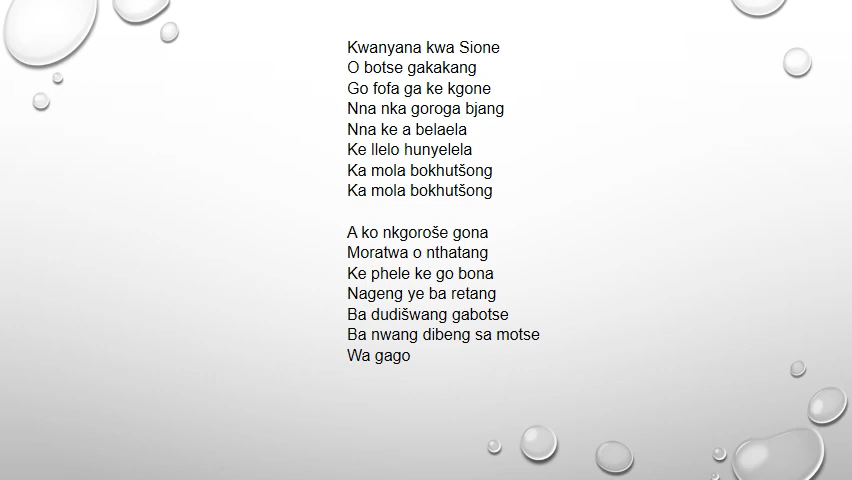 Kwanyana kwa Sione
O botse gakakang
Go fofa ga ke kgone
Nna nka goroga bjang
Nna ke a belaela
Ke llelo hunyelela
Ka mola bokhutšong
Ka mola bokhutšong

A ko nkgoroše gona
Moratwa o nthatang
Ke phele ke go bona
Nageng ye ba retang
Ba dudišwang gabotse
Ba nwang dibeng sa motse
Wa gago